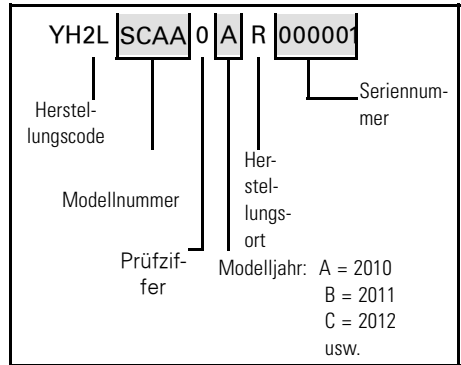 YH2L SCAA 0 A R 000001
Seriennum-
mer
Herstel-
lungscode
Her-
stel-
lungs-
ort
Modellnummer
Prüfzif-
fer
Modelljahr: A = 2010
B = 2011
C = 2012
usw.